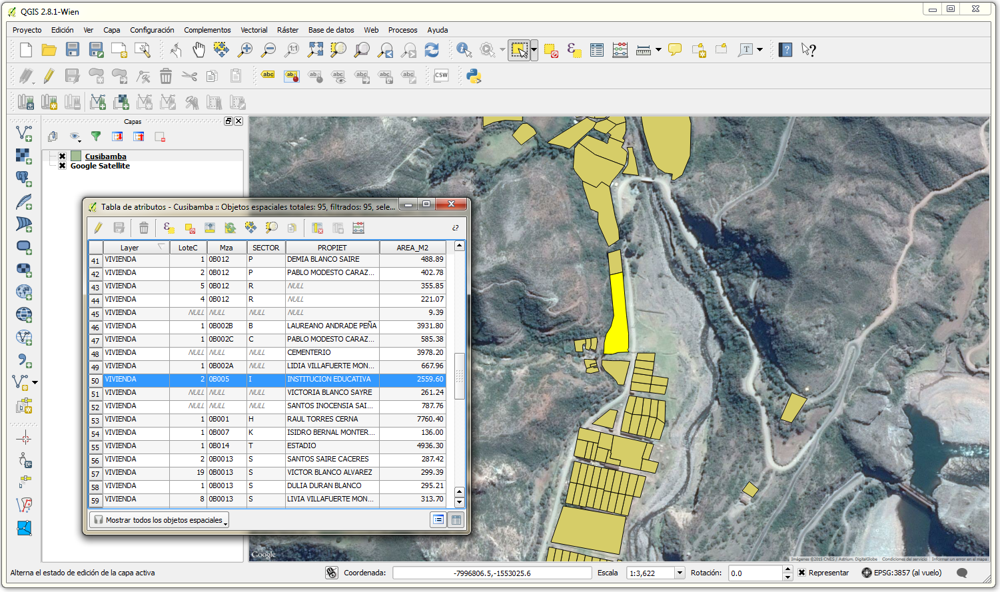 QGIS 2.8.1-Wien
Proyecto Edición Ver Capa Configuración Complementos Vectorial Ráster Base de datos Web Procesos Ayuda
1:1
ε
T
?
abc abc abc abc abc abc abc CSW
Capas
Cusibamba
Google Satellite
Tabla de atributos - Cusibamba :: Objetos espaciales totales: 95, filtrados: 95, sele...
ε
¿?
Layer LoteC Mza SECTOR PROPIET AREA_M2
41 VIVIENDA 1 0B012 P DEMIA BLANCO SAIRE 488.89
42 VIVIENDA 2 0B012 P PABLO MODESTO CARAZ... 402.78
43 VIVIENDA 5 0B012 R NULL 355.85
44 VIVIENDA 4 0B012 R NULL 221.07
45 VIVIENDA NULL NULL NULL NULL 9.39
46 VIVIENDA 1 0B002B B LAUREANO ANDRADE PEÑA 3931.80
47 VIVIENDA 1 0B002C C PABLO MODESTO CARAZ... 585.38
48 VIVIENDA NULL NULL NULL CEMENTERIO 3978.20
49 VIVIENDA 1 0B002A NULL LIDIA VILLAFUERTE MON... 667.96
50 VIVIENDA 2 0B005 I INSTITUCION EDUCATIVA 2559.60
51 VIVIENDA NULL NULL NULL VICTORIA BLANCO SAYRE 261.24
52 VIVIENDA NULL NULL NULL SANTOS INOCENSIA SAI... 787.76
53 VIVIENDA 1 0B001 H RAUL TORRES CERNA 7760.40
54 VIVIENDA 1 0B007 K ISIDRO BERNAL MONTER... 136.00
55 VIVIENDA 1 0B014 T ESTADIO 4936.30
56 VIVIENDA 2 0B0013 S SANTOS SAIRE CACERES 287.42
57 VIVIENDA 19 0B0013 S VICTOR BLANCO ALVAREZ 299.39
58 VIVIENDA 1 0B0013 S DULIA DURAN BLANCO 295.21
59 VIVIENDA 8 0B0013 S LIVIA VILLAFUERTE MON... 313.70
Mostrar todos los objetos espaciales
Google
Imágenes ©2015 CNES / Astrium, DigitalGlobe Condiciones del servicio Informar un error en el mapa
Alterna el estado de edición de la capa activa Coordenada: -7996806.5,-1553025.6 Escala 1:3,622 Rotación: 0.0 Representar EPSG:3857 (al vuelo)